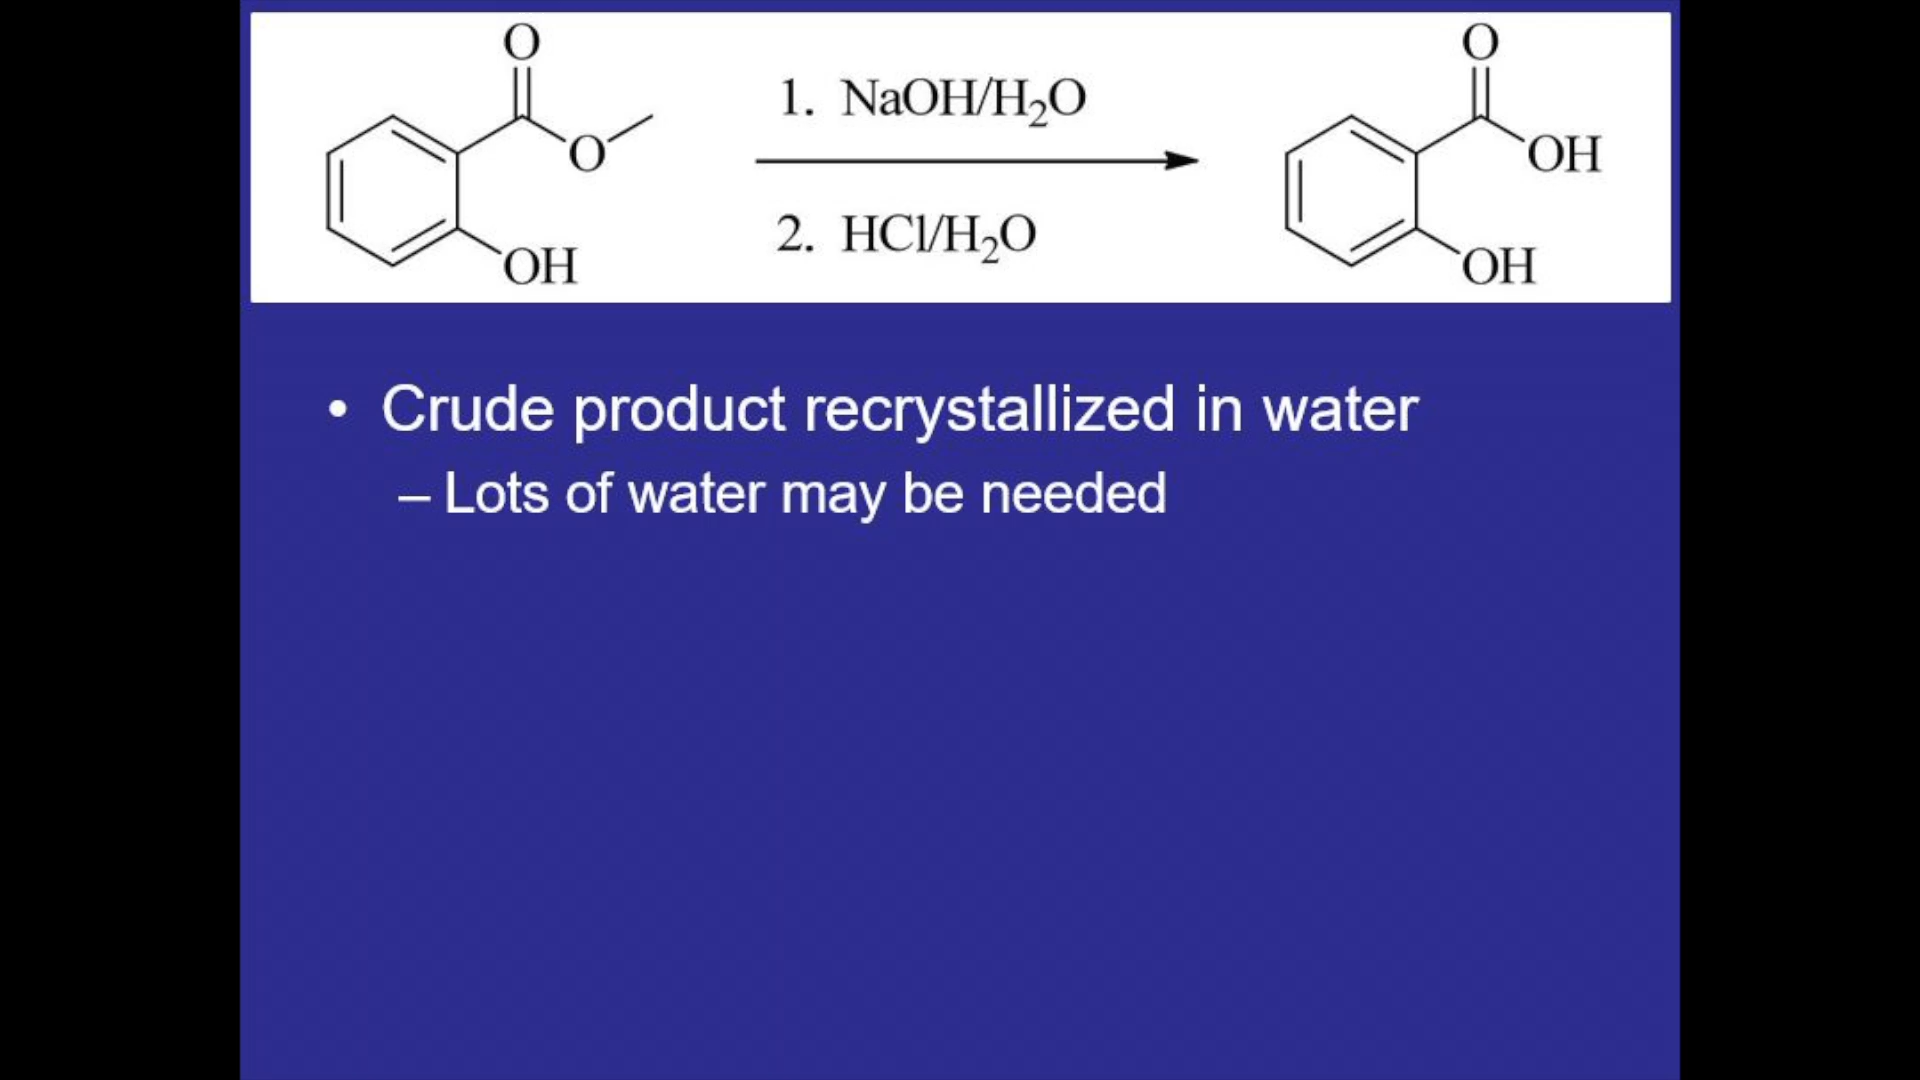 O
O
OH
1. NaOH/H₂O
2. HCl/H₂O
O
OH
OH
• Crude product recrystallized in water
– Lots of water may be needed